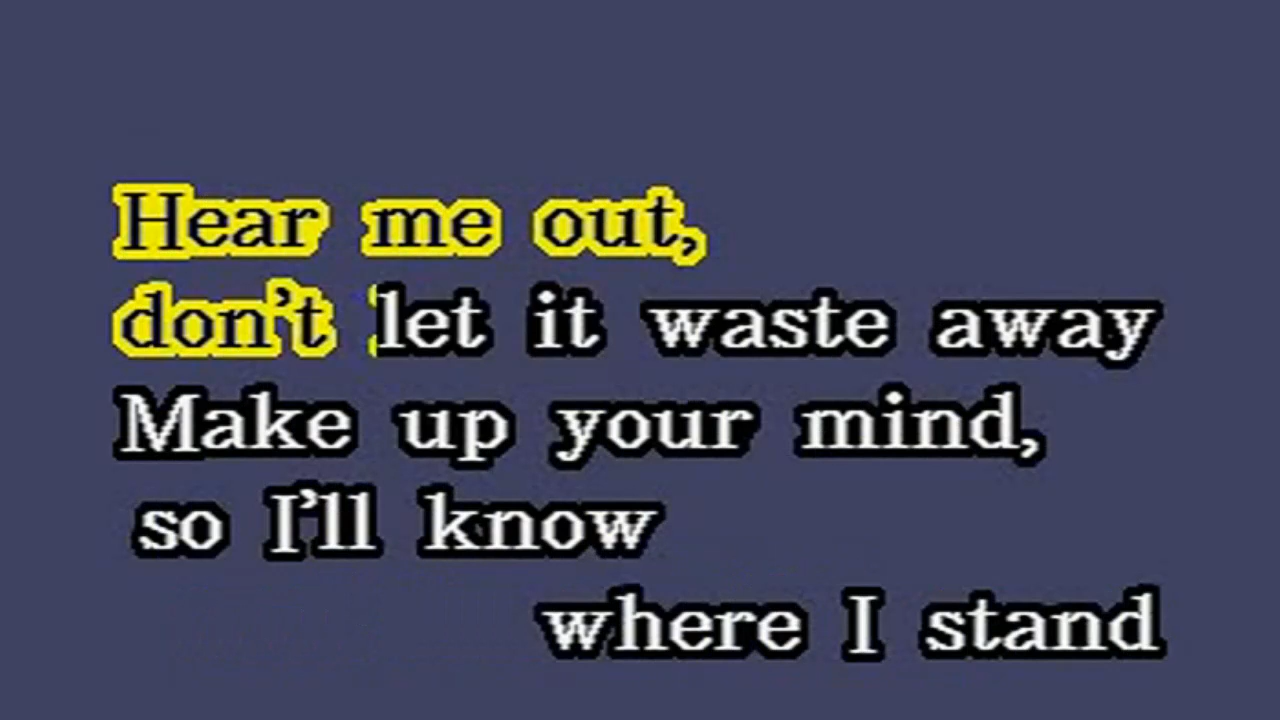 Hear me out,
don't let it waste away
Make up your mind,
so I'll know
where I stand